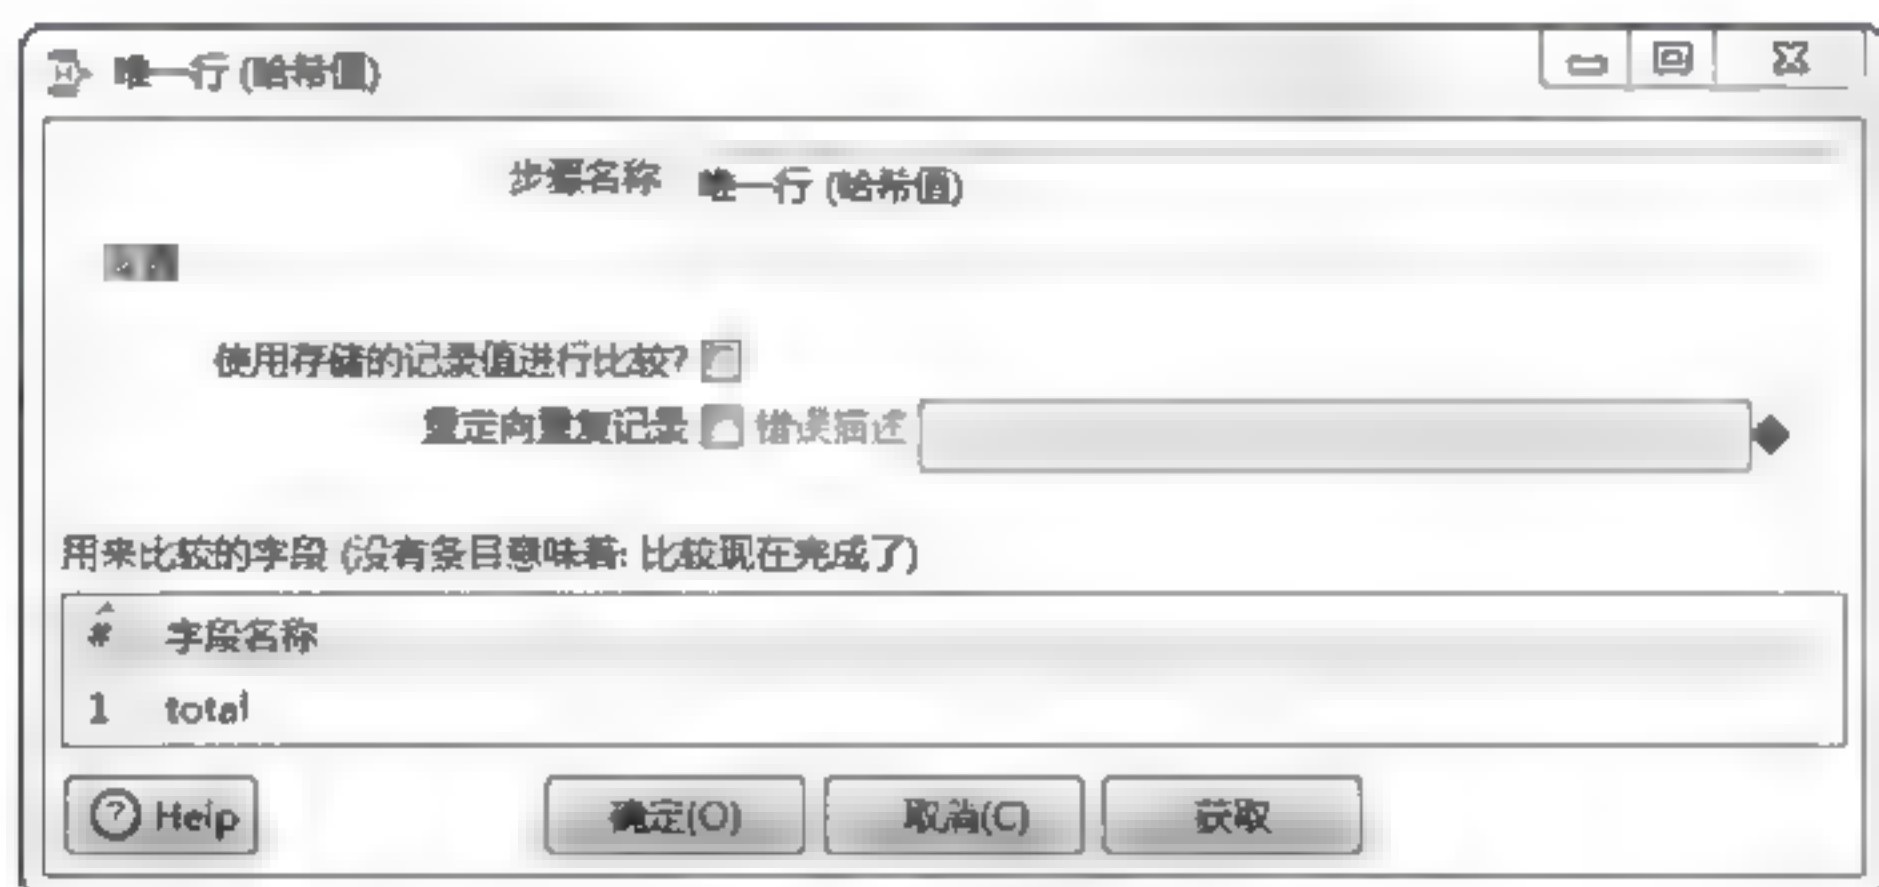 唯一行 (哈希值)
步骤名称 唯一行 (哈希值)
使用存储的记录值进行比较?
重定向重复记录 错误描述
用来比较的字段 (没有条目意味着: 比较现在完成了)
# 字段名称
1 total
Help 确定(O) 取消(C) 获取